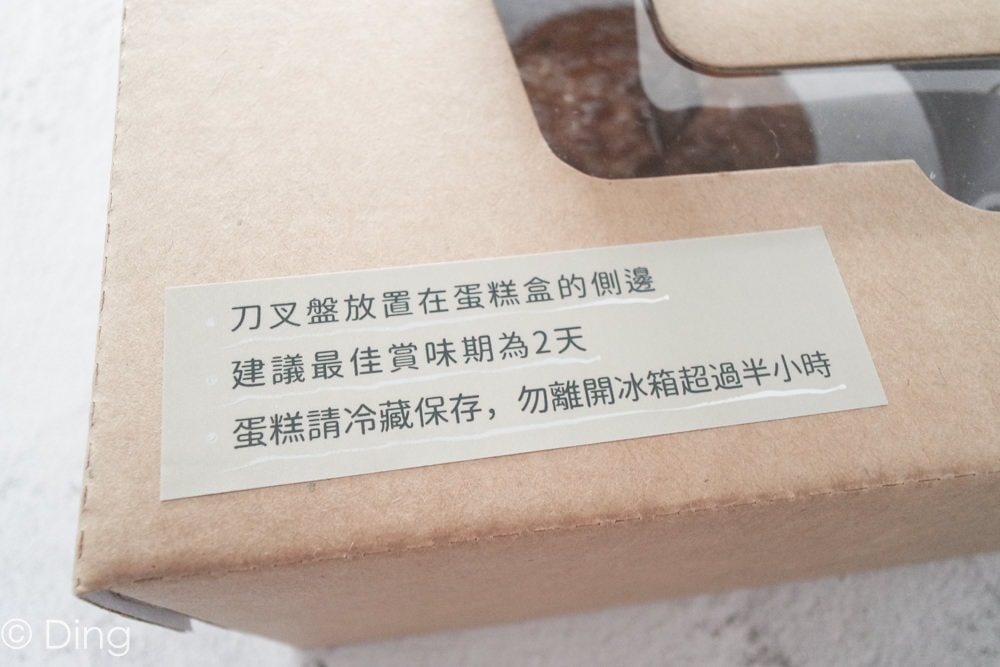 刀叉盤放置在蛋糕盒的側邊
建議最佳賞味期為2天
蛋糕請冷藏保存，勿離開冰箱超過半小時
© Ding